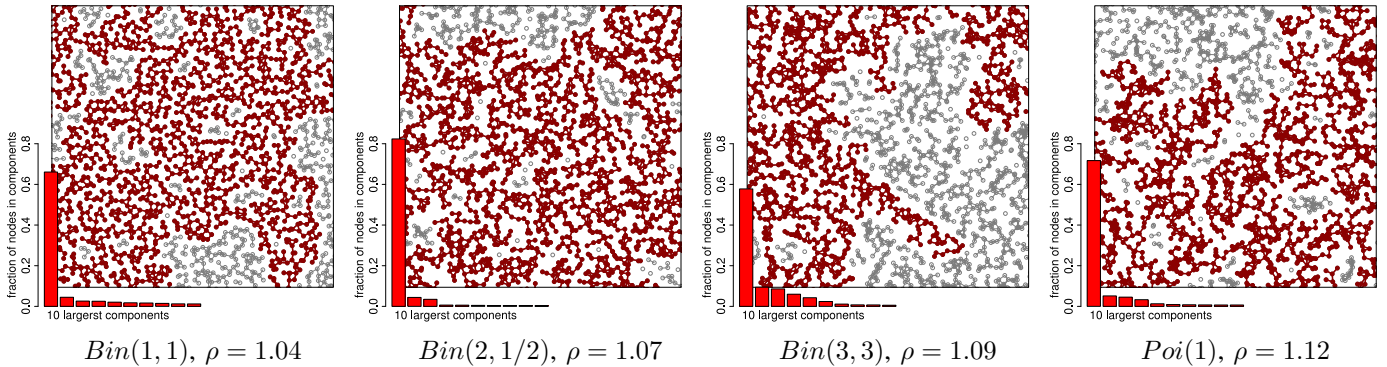 fraction of nodes in components
0.0 0.2 0.4 0.6 0.8
10 largerst components
Bin(1, 1), ρ = 1.04
fraction of nodes in components
0.0 0.2 0.4 0.6 0.8
10 largerst components
Bin(2, 1/2), ρ = 1.07
fraction of nodes in components
0.0 0.2 0.4 0.6 0.8
10 largerst components
Bin(3, 3), ρ = 1.09
fraction of nodes in components
0.0 0.2 0.4 0.6 0.8
10 largerst components
Poi(1), ρ = 1.12